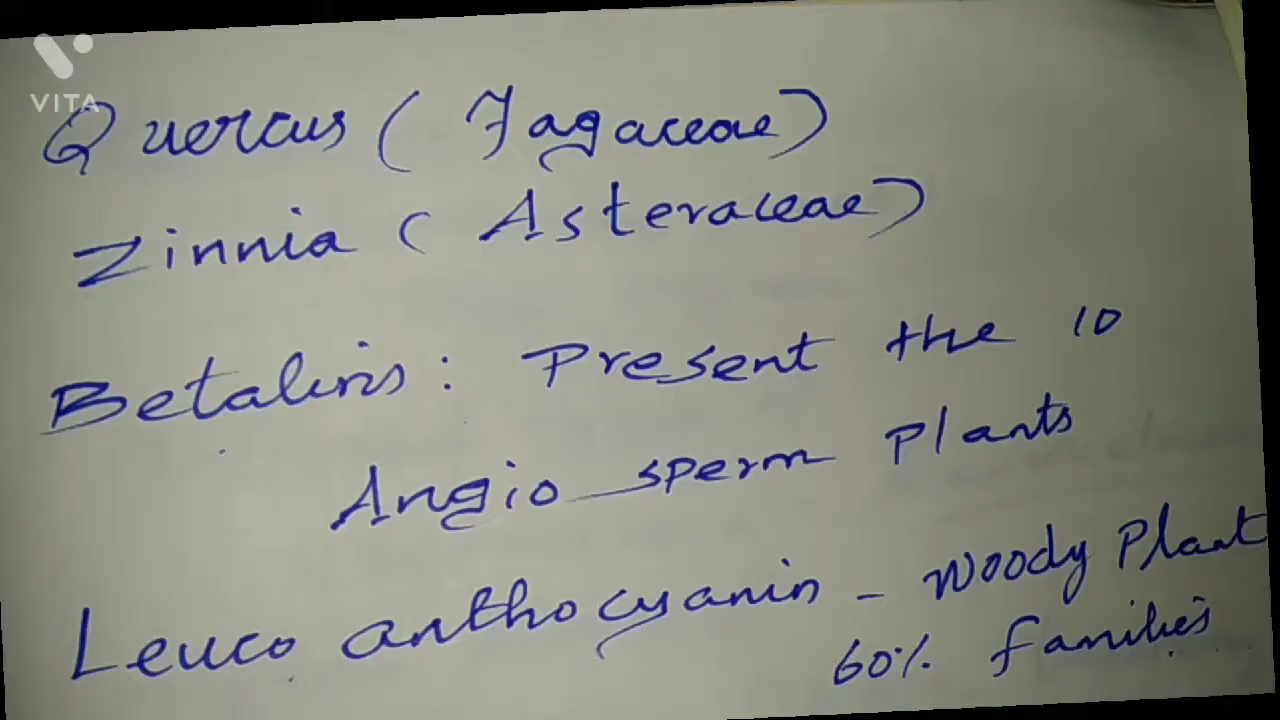 VITA
Quercus ( Fagaceae)
Zinnia ( Asteraceae)
Betalins : Present the 10
Angio sperm Plants
Leuco anthocyanin - Woody Plant
60% families